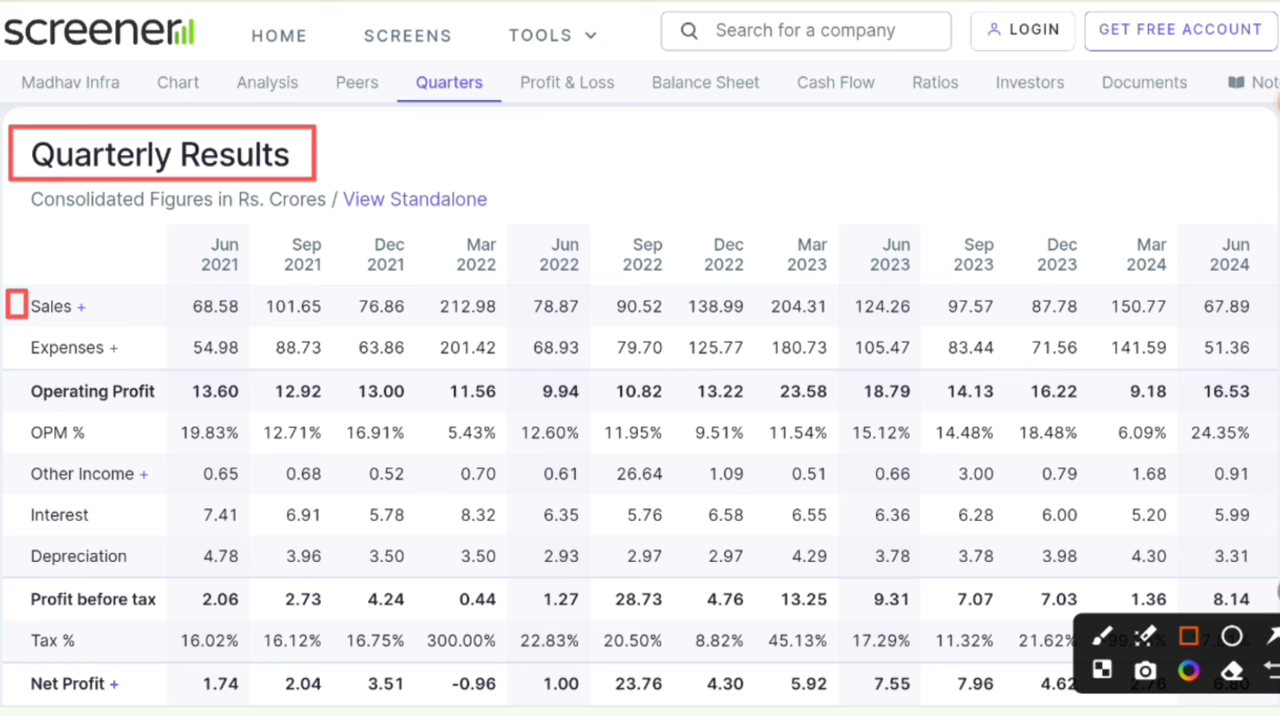 screener
HOME SCREENS TOOLS Search for a company LOGIN GET FREE ACCOUNT
Madhav Infra Chart Analysis Peers Quarters Profit & Loss Balance Sheet Cash Flow Ratios Investors Documents
Quarterly Results
Consolidated Figures in Rs. Crores / View Standalone
Jun Sep Dec Mar Jun Sep Dec Mar Jun Sep Dec Mar Jun
2021 2021 2021 2022 2022 2022 2022 2023 2023 2023 2023 2024 2024
Sales + 68.58 101.65 76.86 212.98 78.87 90.52 138.99 204.31 124.26 97.57 87.78 150.77 67.89
Expenses + 54.98 88.73 63.86 201.42 68.93 79.70 125.77 180.73 105.47 83.44 71.56 141.59 51.36
Operating Profit 13.60 12.92 13.00 11.56 9.94 10.82 13.22 23.58 18.79 14.13 16.22 9.18 16.53
OPM % 19.83% 12.71% 16.91% 5.43% 12.60% 11.95% 9.51% 11.54% 15.12% 14.48% 18.48% 6.09% 24.35%
Other Income + 0.65 0.68 0.52 0.70 0.61 26.64 1.09 0.51 0.66 3.00 0.79 1.68 0.91
Interest 7.41 6.91 5.78 8.32 6.35 5.76 6.58 6.55 6.36 6.28 6.00 5.20 5.99
Depreciation 4.78 3.96 3.50 3.50 2.93 2.97 2.97 4.29 3.78 3.78 3.98 4.30 3.31
Profit before tax 2.06 2.73 4.24 0.44 1.27 28.73 4.76 13.25 9.31 7.07 7.03 1.36 8.14
Tax % 16.02% 16.12% 16.75% 300.00% 22.83% 20.50% 8.82% 45.13% 17.29% 11.32% 21.62%
Net Profit + 1.74 2.04 3.51 -0.96 1.00 23.76 4.30 5.92 7.55 7.96 4.62